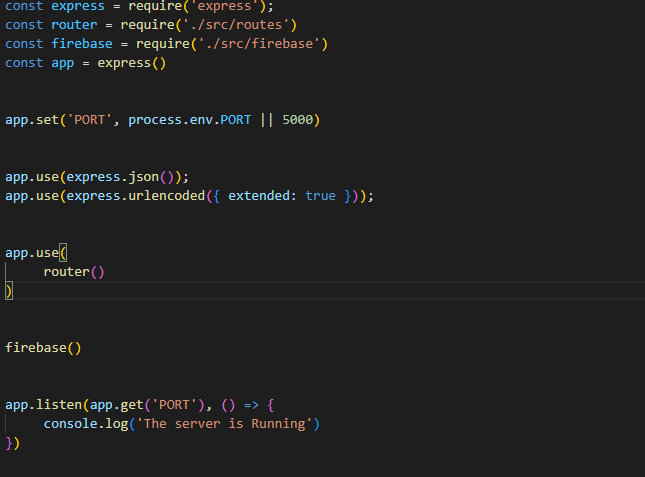 const express = require('express');
const router = require('./src/routes')
const firebase = require('./src/firebase')
const app = express()
app.set('PORT', process.env.PORT || 5000)
app.use(express.json());
app.use(express.urlencoded({ extended: true }));
app.use(
router()
)
firebase()
app.listen(app.get('PORT'), () => {
console.log('The server is Running')
})